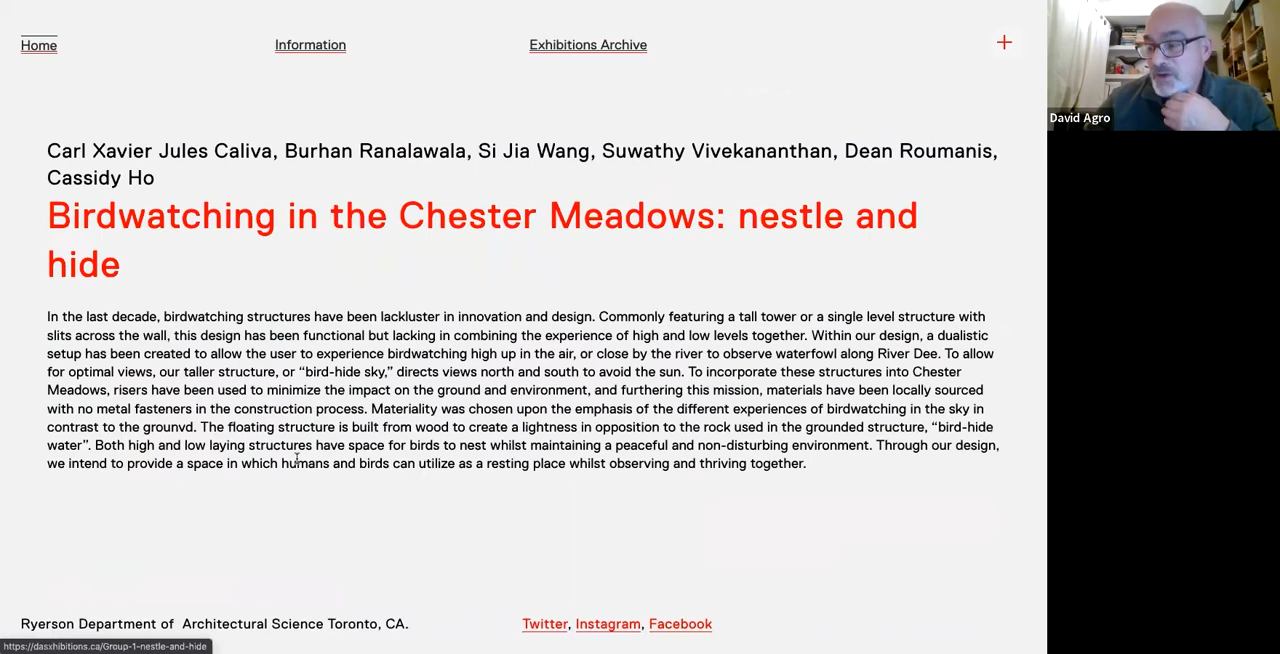 Home
Information
Exhibitions Archive
+
David Agro
Carl Xavier Jules Caliva, Burhan Ranalawala, Si Jia Wang, Suwathy Vivekananthan, Dean Roumanis,
Cassidy Ho
Birdwatching in the Chester Meadows: nestle and
hide
In the last decade, birdwatching structures have been lackluster in innovation and design. Commonly featuring a tall tower or a single level structure with
slits across the wall, this design has been functional but lacking in combining the experience of high and low levels together. Within our design, a dualistic
setup has been created to allow the user to experience birdwatching high up in the air, or close by the river to observe waterfowl along River Dee. To allow
for optimal views, our taller structure, or “bird-hide sky,” directs views north and south to avoid the sun. To incorporate these structures into Chester
Meadows, risers have been used to minimize the impact on the ground and environment, and furthering this mission, materials have been locally sourced
with no metal fasteners in the construction process. Materiality was chosen upon the emphasis of the different experiences of birdwatching in the sky in
contrast to the grounvd. The floating structure is built from wood to create a lightness in opposition to the rock used in the grounded structure, “bird-hide
water”. Both high and low laying structures have space for birds to nest whilst maintaining a peaceful and non-disturbing environment. Through our design,
we intend to provide a space in which humans and birds can utilize as a resting place whilst observing and thriving together.
Ryerson Department of Architectural Science Toronto, CA.
Twitter, Instagram, Facebook
https://dasxhibitions.ca/Group-1-nestle-and-hide